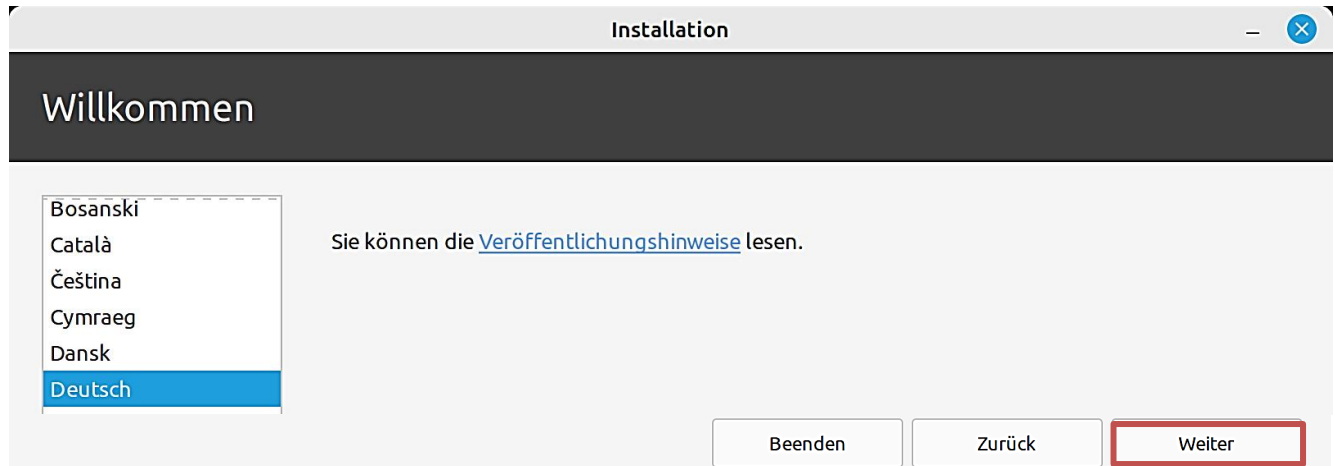 Installation
Willkommen
Bosanski
Català
Čeština
Cymraeg
Dansk
Deutsch
Sie können die Veröffentlichungshinweise lesen.
Beenden
Zurück
Weiter